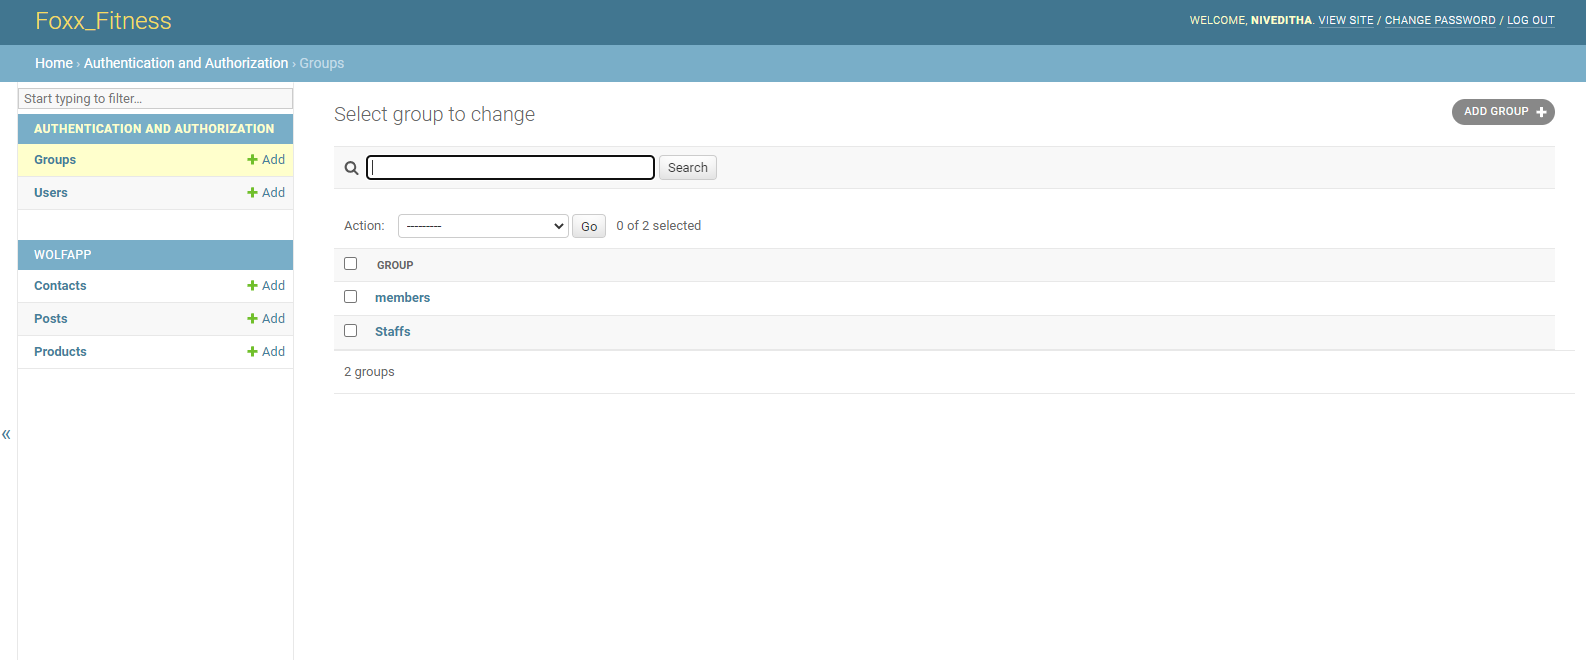 Foxx_Fitness
WELCOME, NIVEDITHA. VIEW SITE / CHANGE PASSWORD / LOG OUT
Home › Authentication and Authorization › Groups
Start typing to filter...
AUTHENTICATION AND AUTHORIZATION
Groups + Add
Users + Add
WOLFAPP
Contacts + Add
Posts + Add
Products + Add
«
Select group to change
ADD GROUP +
Search
Action: --------- Go 0 of 2 selected
GROUP
members
Staffs
2 groups